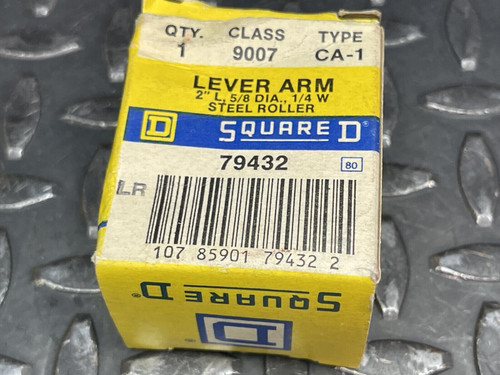 QTY. CLASS TYPE
1 9007 CA-1
LEVER ARM
2" L, 5/8 DIA., 1/4 W
STEEL ROLLER
D SQUARE D®
79432 80
LR
107 85901 79432 2
SQUARE D®
D®